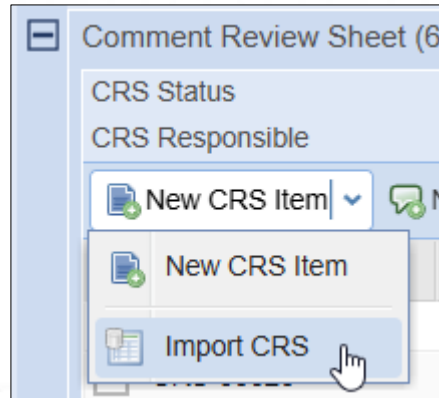 Comment Review Sheet (6
CRS Status
CRS Responsible
New CRS Item
New CRS Item
Import CRS